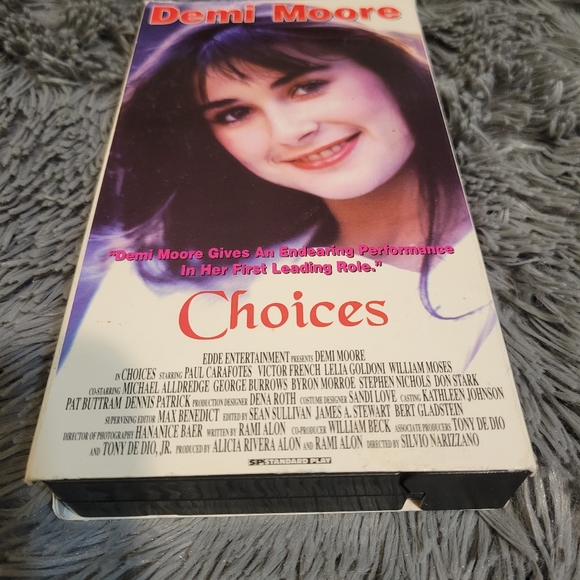 Demi Moore
"Demi Moore Gives An Endearing Performance
In Her First Leading Role."
Choices
EDDE ENTERTAINMENT PRESENTS DEMI MOORE
IN CHOICES STARRING PAUL CARAFOTES VICTOR FRENCH LELIA GOLDONI WILLIAM MOSES
CO-STARRING MICHAEL ALLDREDGE GEORGE BURROWS BYRON MORROE STEPHEN NICHOLS DON STARK
PAT BUTTRAM DENNIS PATRICK PRODUCTION DESIGNER DENA ROTH COSTUME DESIGNER SANDI LOVE CASTING KATHLEEN JOHNSON
SUPERVISING EDITOR MAX BENEDICT EDITED BY SEAN SULLIVAN JAMES A. STEWART BERT GLADSTEIN
DIRECTOR OF PHOTOGRAPHY HANANICE BAER WRITTEN BY RAMI ALON CO-PRODUCER WILLIAM BECK ASSOCIATE PRODUCERS TONY DE DIO
AND TONY DE DIO, JR. PRODUCED BY ALICIA RIVERA ALON AND RAMI ALON DIRECTED BY SILVIO NARIZZANO
SP STANDARD PLAY